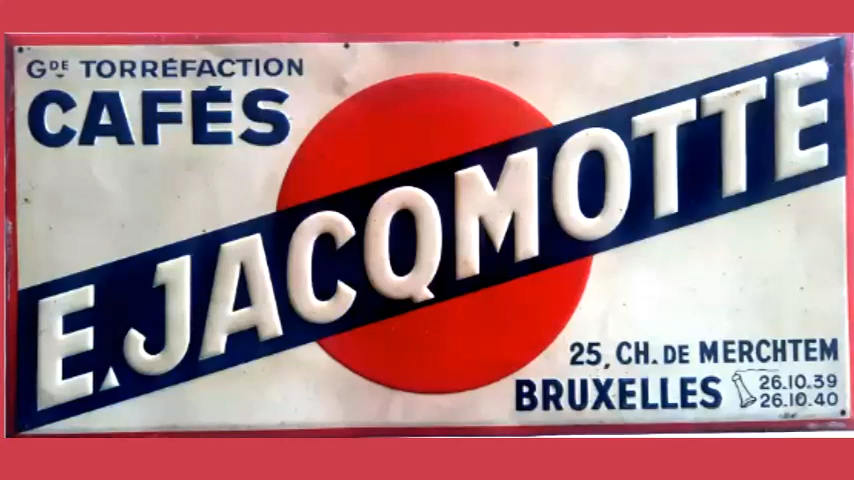 Gᴰᴱ TORRÉFACTION
CAFÉS
E. JACQMOTTE
25, CH. DE MERCHTEM
BRUXELLES
26.10.39
26.10.40